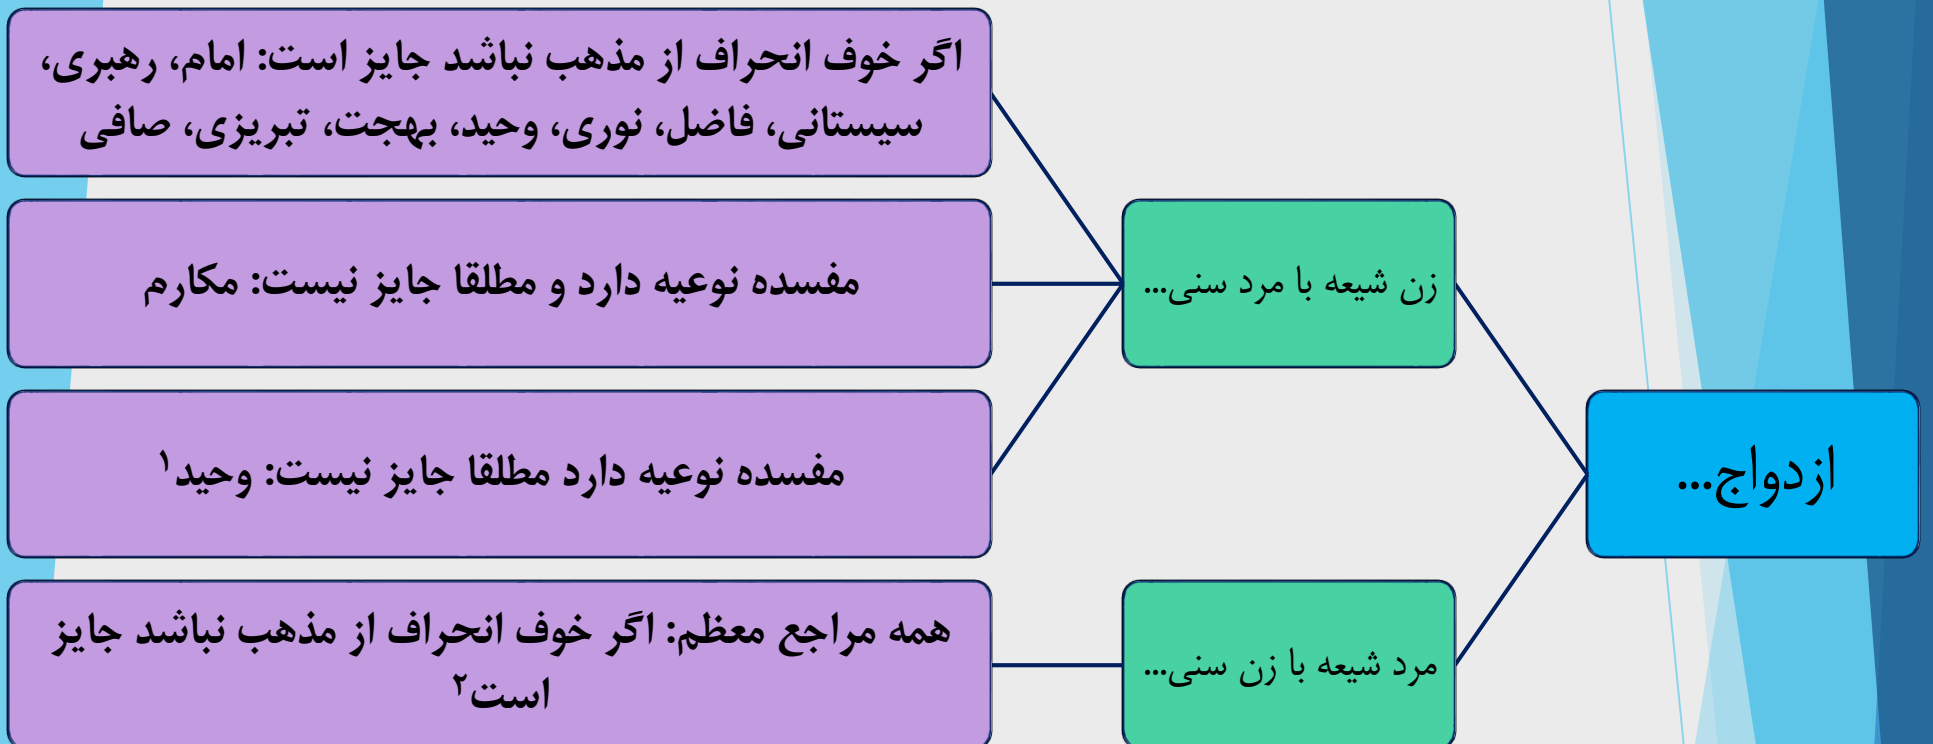 ازدواج...
زن شیعه با مرد سنی...
اگر خوف انحراف از مذهب نباشد جایز است: امام، رهبری،
سیستانی، فاضل، نوری، وحید، بهجت، تبریزی، صافی
مفسده نوعیه دارد و مطلقا جایز نیست: مکارم
مفسده نوعیه دارد مطلقا جایز نیست: وحید۱
مرد شیعه با زن سنی...
همه مراجع معظم: اگر خوف انحراف از مذهب نباشد جایز
است۲